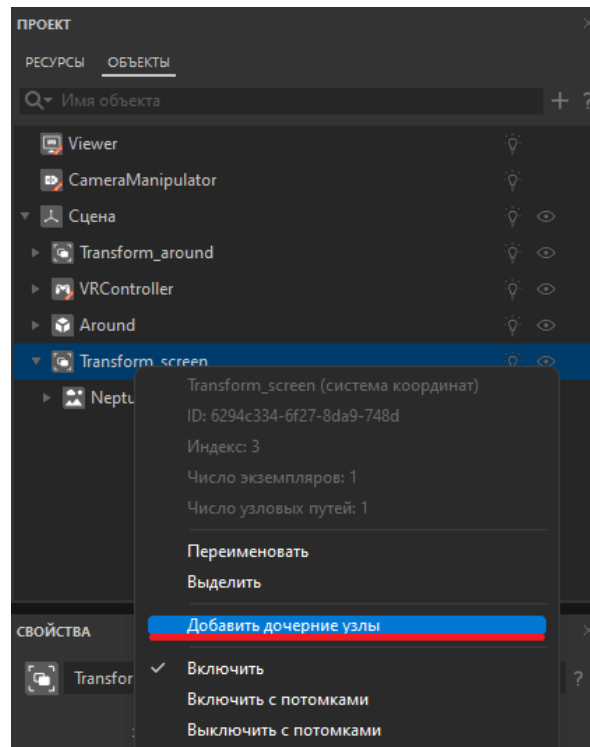 ПРОЕКТ
РЕСУРСЫ ОБЪЕКТЫ
Имя объекта
Viewer
CameraManipulator
Сцена
Transform_around
VRController
Around
Transform_screen
Transform_screen (система координат)
ID: 6294c334-6f27-8da9-748d
Индекс: 3
Число экземпляров: 1
Число узловых путей: 1
Переименовать
Выделить
Добавить дочерние узлы
Включить
Включить с потомками
Выключить с потомками
Neptu
СВОЙСТВА
Transfor